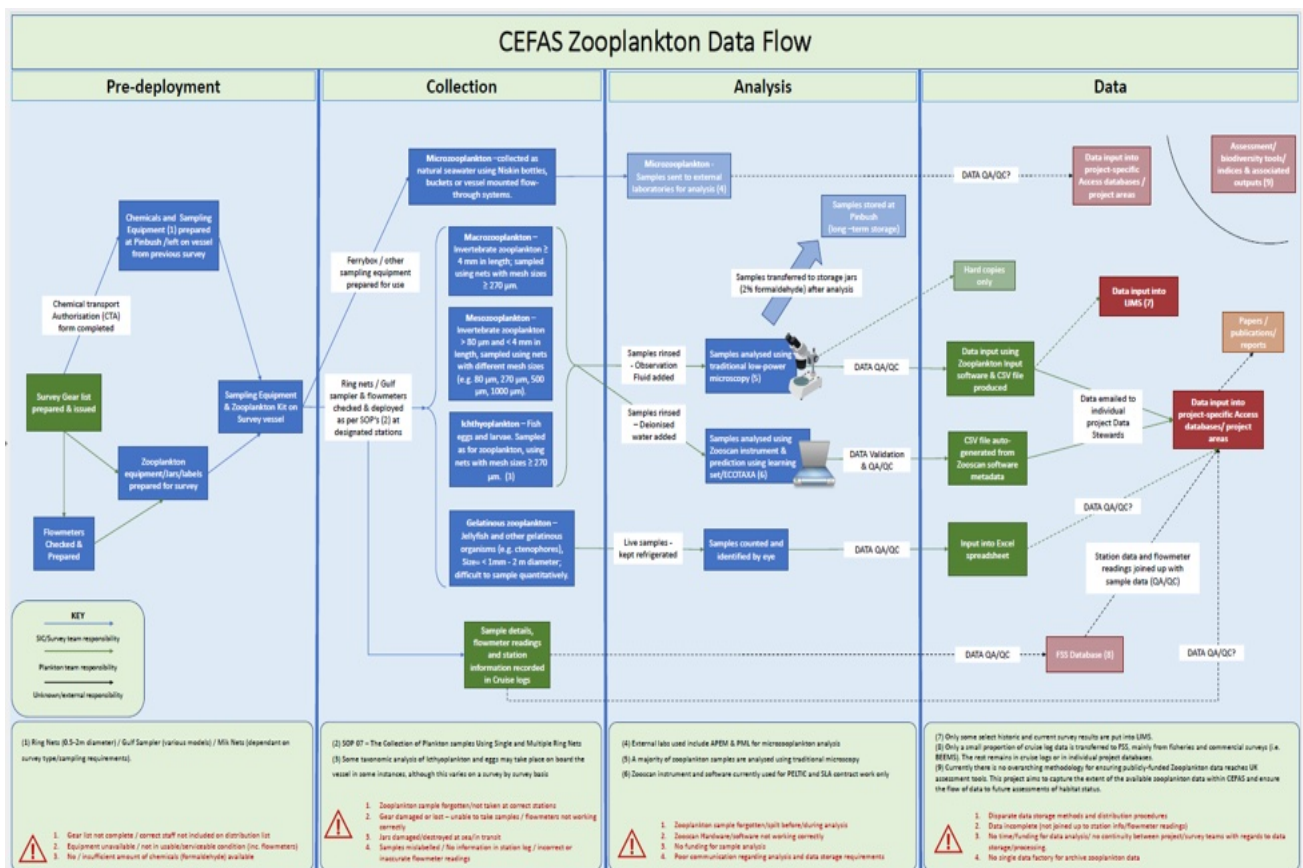 CEFAS Zooplankton Data Flow
Pre-deployment
Collection
Analysis
Data
Chemicals and Sampling
Equipment (1) prepared
at Pinbush /left on vessel
from previous survey
Chemical transport
Authorisation (CTA)
form completed
Survey Gear list
prepared & issued
Sampling Equipment
& Zooplankton Kit on
Survey vessel
Zooplankton
equipment/Jars/labels
prepared for survey
Flowmeters
Checked &
Prepared
KEY
SIC/Survey team responsibility
Plankton team responsibility
Unknown/external responsibility
Microzooplankton –collected as
natural seawater using Niskin bottles,
buckets or vessel mounted flow-
through systems.
Ferrybox / other
sampling equipment
prepared for use
Macrozooplankton –
Invertebrate zooplankton ≥
4 mm in length; sampled
using nets with mesh sizes
≥ 270 µm.
Mesozooplankton –
Invertebrate zooplankton
> 80 µm and < 4 mm in
length, sampled using nets
with different mesh sizes
(e.g. 80 µm, 270 µm, 500
µm, 1000 µm).
Ring nets / Gulf
sampler & flowmeters
checked & deployed
as per SOP's (2) at
designated stations
Ichthyoplankton – Fish
eggs and larvae. Sampled
as for zooplankton, using
nets with mesh sizes ≥ 270
µm. (3)
Gelatinous zooplankton –
Jellyfish and other gelatinous
organisms (e.g. ctenophores),
Size= < 1mm - 2 m diameter;
difficult to sample quantitatively.
Sample details,
flowmeter readings
and station
information recorded
in Cruise logs
Microzooplankton -
Samples sent to external
laboratories for analysis (4)
Samples stored at
Pinbush
(long –term storage)
Samples transferred to storage jars
(2% formaldehyde) after analysis
Samples rinsed
- Observation
Fluid added
Samples analysed using
traditional low-power
microscopy (5)
Samples rinsed
– Deionised
water added
Samples analysed using
Zooscan instrument &
prediction using learning
set/ECOTAXA (6)
Live samples -
kept refrigerated
Samples counted and
identified by eye
DATA QA/QC?
DATA QA/QC
DATA Validation
& QA/QC
DATA QA/QC
DATA QA/QC
Data input into
project-specific
Access databases /
project areas
Assessment/
biodiversity tools/
indices & associated
outputs (9)
Hard copies
only
Data input into
LIMS (7)
Papers /
publications/
reports
Data input using
Zooplankton Input
software & CSV file
produced
Data emailed to
individual
project Data
Stewards
Data input into
project-specific Access
databases/ project
areas
CSV file auto-
generated from
Zooscan software
metadata
DATA QA/QC?
Input into Excel
spreadsheet
Station data and flowmeter
readings joined up with
sample data (QA/QC)
FSS Database (8)
DATA QA/QC?
(1) Ring Nets (0.5–2m diameter) / Gulf Sampler (various models) / Mik Nets (dependant on
survey type/sampling requirements).
1. Gear list not complete / correct staff not included on distribution list
2. Equipment unavailable / not in usable/serviceable condition (inc. flowmeters)
3. No / insufficient amount of chemicals (formaldehyde) available
(2) SOP 07 – The Collection of Plankton samples Using Single and Multiple Ring Nets
(3) Some taxonomic analysis of Icthyoplankton and eggs may take place on board the
vessel in some instances, although this varies on a survey by survey basis
1. Zooplankton sample forgotten/not taken at correct stations
2. Gear damaged or lost – unable to take samples / flowmeters not working
correctly
3. Jars damaged/destroyed at sea/in transit
4. Samples mislabelled / No information in station log / incorrect or
inaccurate flowmeter readings
(4) External labs used include APEM & PML for microzooplankton analysis
(5) A majority of zooplankton samples are analysed using traditional microscopy
(6) Zooscan instrument and software currently used for PELTIC and SLA contract work only
1. Zooplankton sample forgotten/spilt before/during analysis
2. Zooscan Hardware/software not working correctly
3. No funding for sample analysis
4. Poor communication regarding analysis and data storage requirements
(7) Only some select historic and current survey results are put into LIMS.
(8) Only a small proportion of cruise log data is transferred to FSS, mainly from fisheries and commercial surveys (i.e.
BEEMS). The rest remains in cruise logs or in individual project databases.
(9) Currently there is no overarching methodology for ensuring publicly-funded Zooplankton data reaches UK
assessment tools. This project aims to capture the extent of the available zooplankton data within CEFAS and ensure
the flow of data to future assessments of habitat status.
1. Disparate data storage methods and distribution procedures
2. Data incomplete (not joined up to station info/flowmeter readings)
3. No time/funding for data analysis/ no continuity between project/survey teams with regards to data
storage/processing.
4. No single data factory for archive zooplankton data